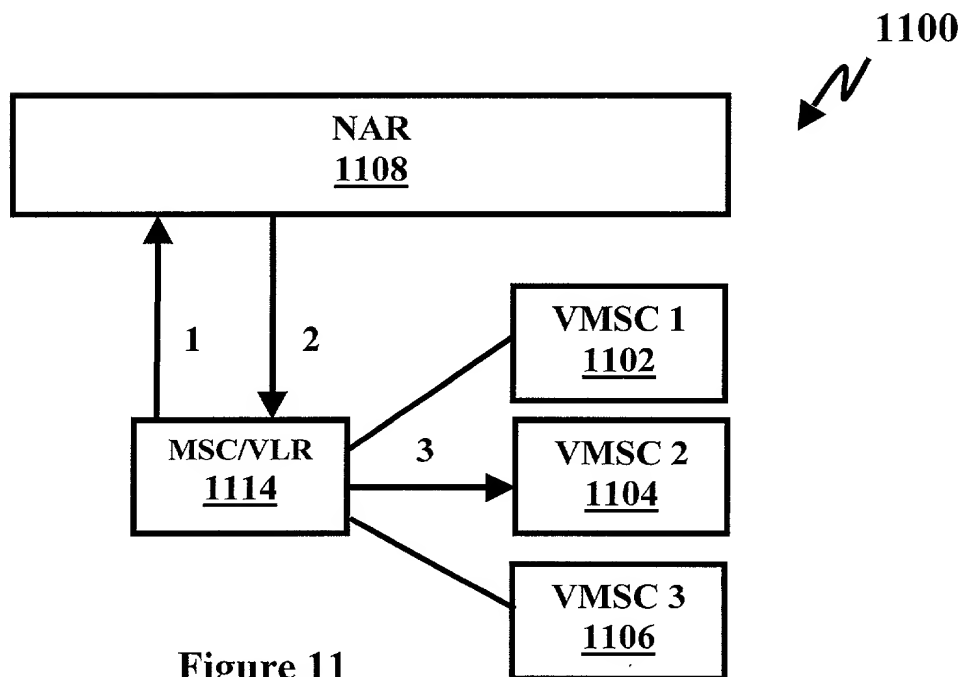 1100
NAR
1108
1
2
VMSC 1
1102
MSC/VLR
1114
3
VMSC 2
1104
VMSC 3
1106
Figure 11